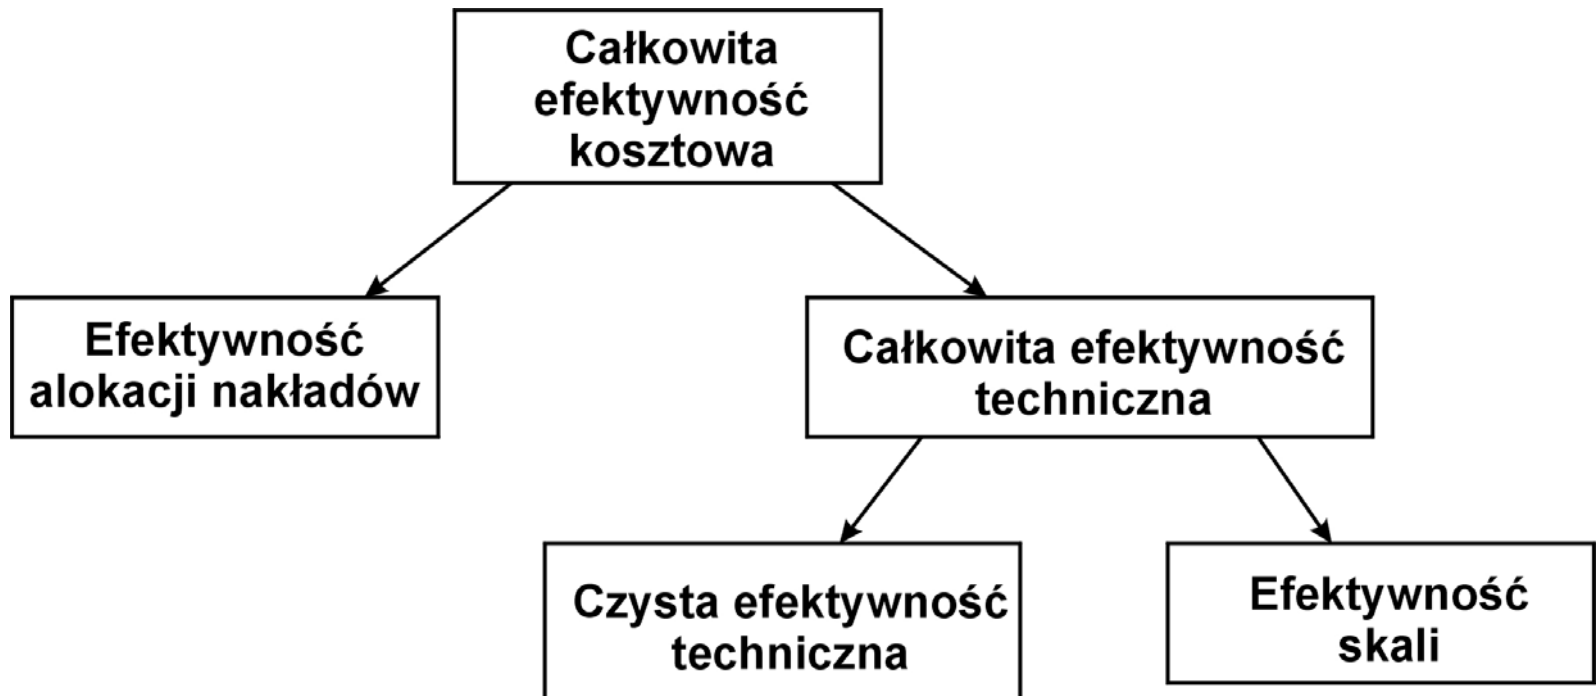 Całkowita
efektywność
kosztowa
Efektywność
alokacji nakładów
Całkowita efektywność
techniczna
Czysta efektywność
techniczna
Efektywność
skali